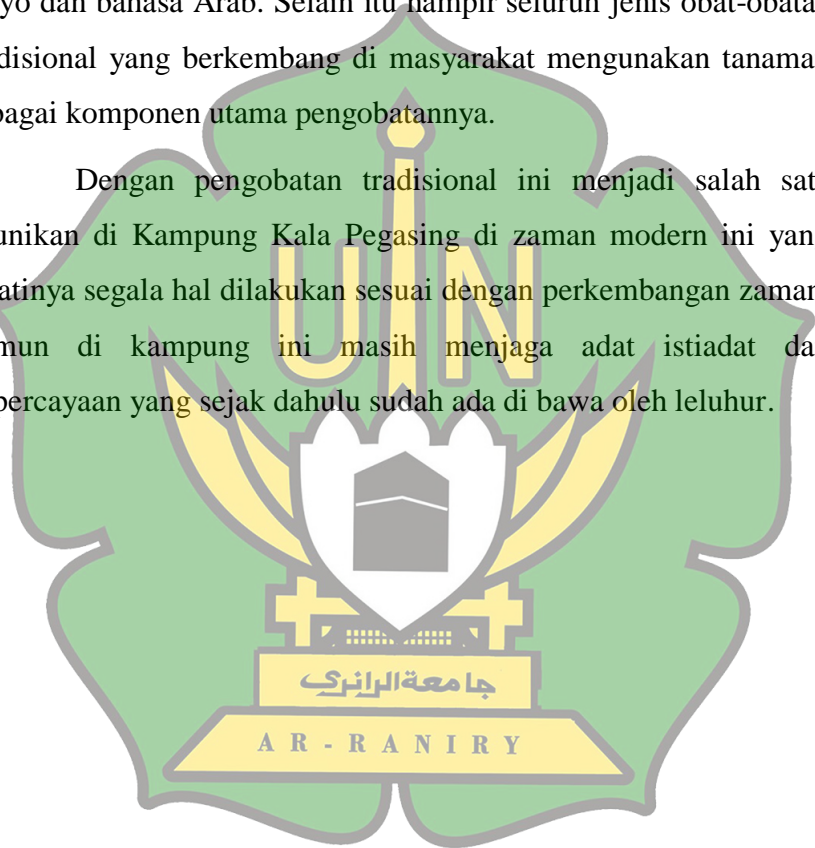 yo dan bahasa Arab. Selain itu hampir seluruh jenis obat-obata
disional yang berkembang di masyarakat mengunakan tanama
bagai komponen utama pengobatannya.
Dengan pengobatan tradisional ini menjadi salah sat
unikan di Kampung Kala Pegasing di zaman modern ini yan
atinya segala hal dilakukan sesuai dengan perkembangan zaman
mun di kampung ini masih menjaga adat istiadat da
percayaan yang sejak dahulu sudah ada di bawa oleh leluhur.
UIN
جامعة الرانري
AR-RANIRY